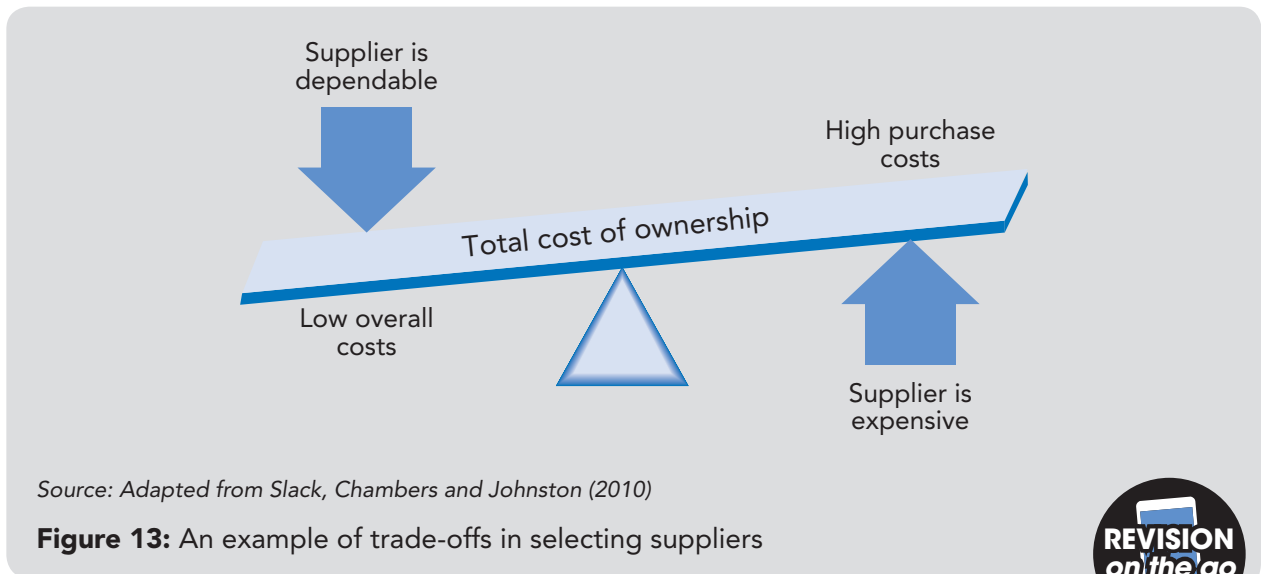 Supplier is
dependable
High purchase
costs
Total cost of ownership
Low overall
costs
Supplier is
expensive
Source: Adapted from Slack, Chambers and Johnston (2010)
Figure 13: An example of trade-offs in selecting suppliers
REVISION
on the go